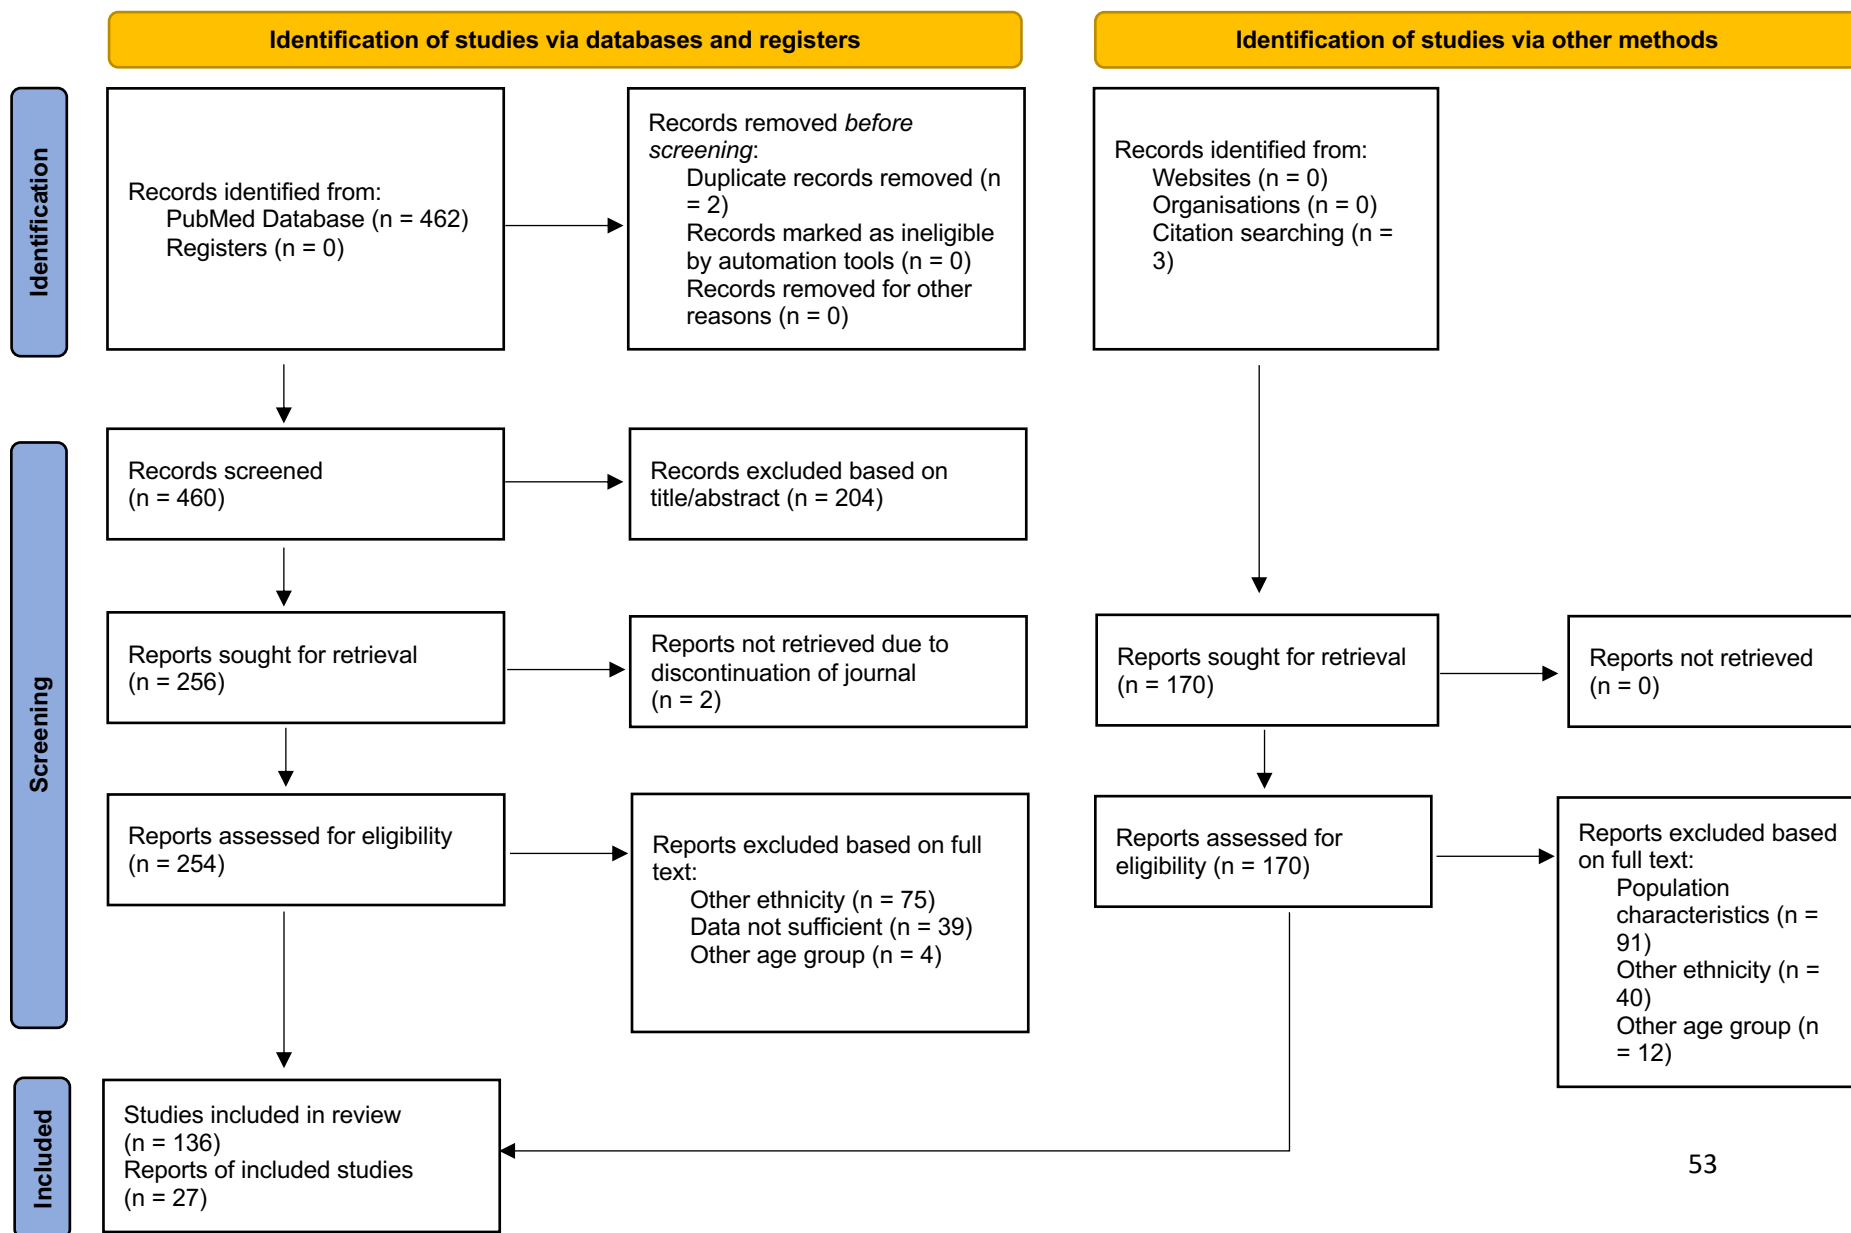 Identification of studies via databases and registers
Identification of studies via other methods
Identification
Records identified from:
PubMed Database (n = 462)
Registers (n = 0)
Records removed before
screening:
Duplicate records removed (n
= 2)
Records marked as ineligible
by automation tools (n = 0)
Records removed for other
reasons (n = 0)
Records identified from:
Websites (n = 0)
Organisations (n = 0)
Citation searching (n =
3)
Screening
Records screened
(n = 460)
Records excluded based on
title/abstract (n = 204)
Reports sought for retrieval
(n = 256)
Reports not retrieved due to
discontinuation of journal
(n = 2)
Reports sought for retrieval
(n = 170)
Reports not retrieved
(n = 0)
Reports assessed for eligibility
(n = 254)
Reports excluded based on full
text:
Other ethnicity (n = 75)
Data not sufficient (n = 39)
Other age group (n = 4)
Reports assessed for
eligibility (n = 170)
Reports excluded based
on full text:
Population
characteristics (n =
91)
Other ethnicity (n =
40)
Other age group (n
= 12)
Included
Studies included in review
(n = 136)
Reports of included studies
(n = 27)
53